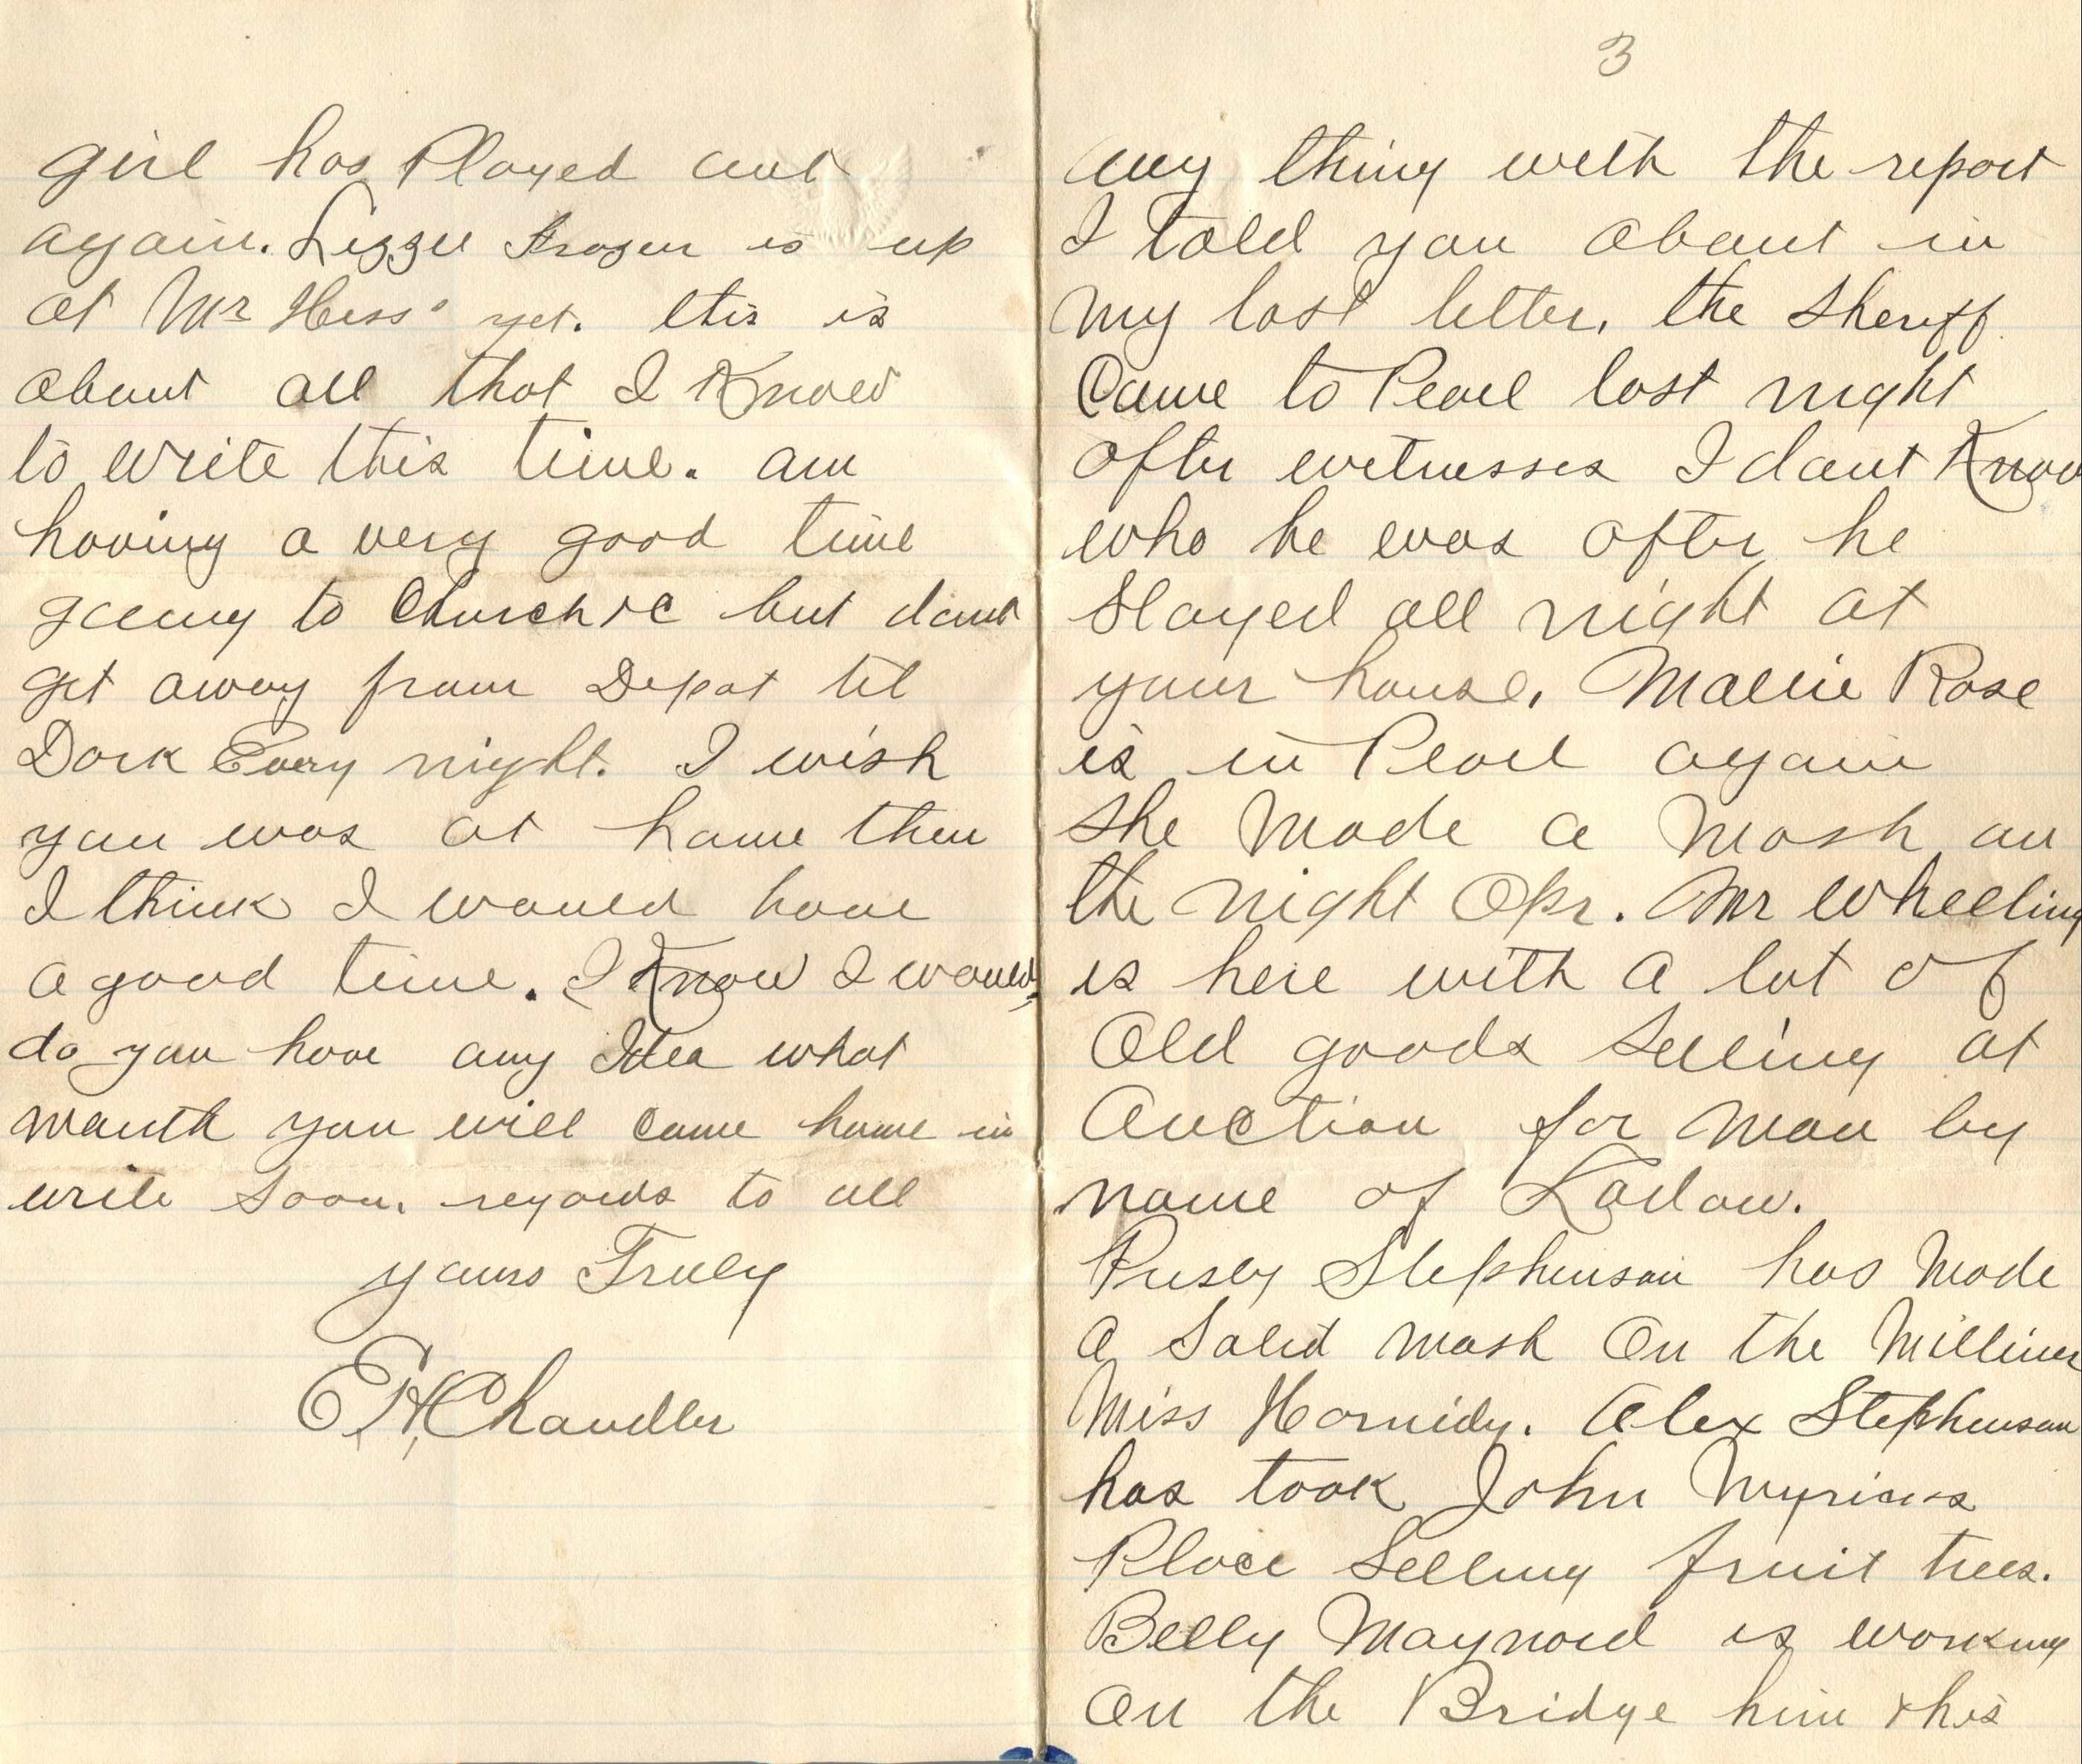 3
any thing with the report
I told you about in
my last letter, the Sheriff
Came to Pearl last night
after witnesses I dont Know
who he was after he
stayed all night at
your house, Mallie Rose
is in Pearl again
she Made a Mash on
the night Opr. Mr Wheeling
is here with a lot of
Old goods Selling at
Auction for Man by
name of
Pusey Stephenson has Made
a Solid mash On the Milliner
Miss Hornidy. Alex Stephenson
has took John
Place Selling fruit trees.
Billy Maynard is working
On the Bridge him & his
girl has Played out
again. Lizzie Frazer is up
at Mr Hess' yet. this is
about all that I Know
to write this time. am
having a very good time
going to Church &c but dont
get away from Depot til
Dark Every night. I wish
you was at home then
I think I would have
a good time. I Know I would.
do you have any Idea what
month you will come home in
write soon. regards to all
yours Truly
E.H. Chandler